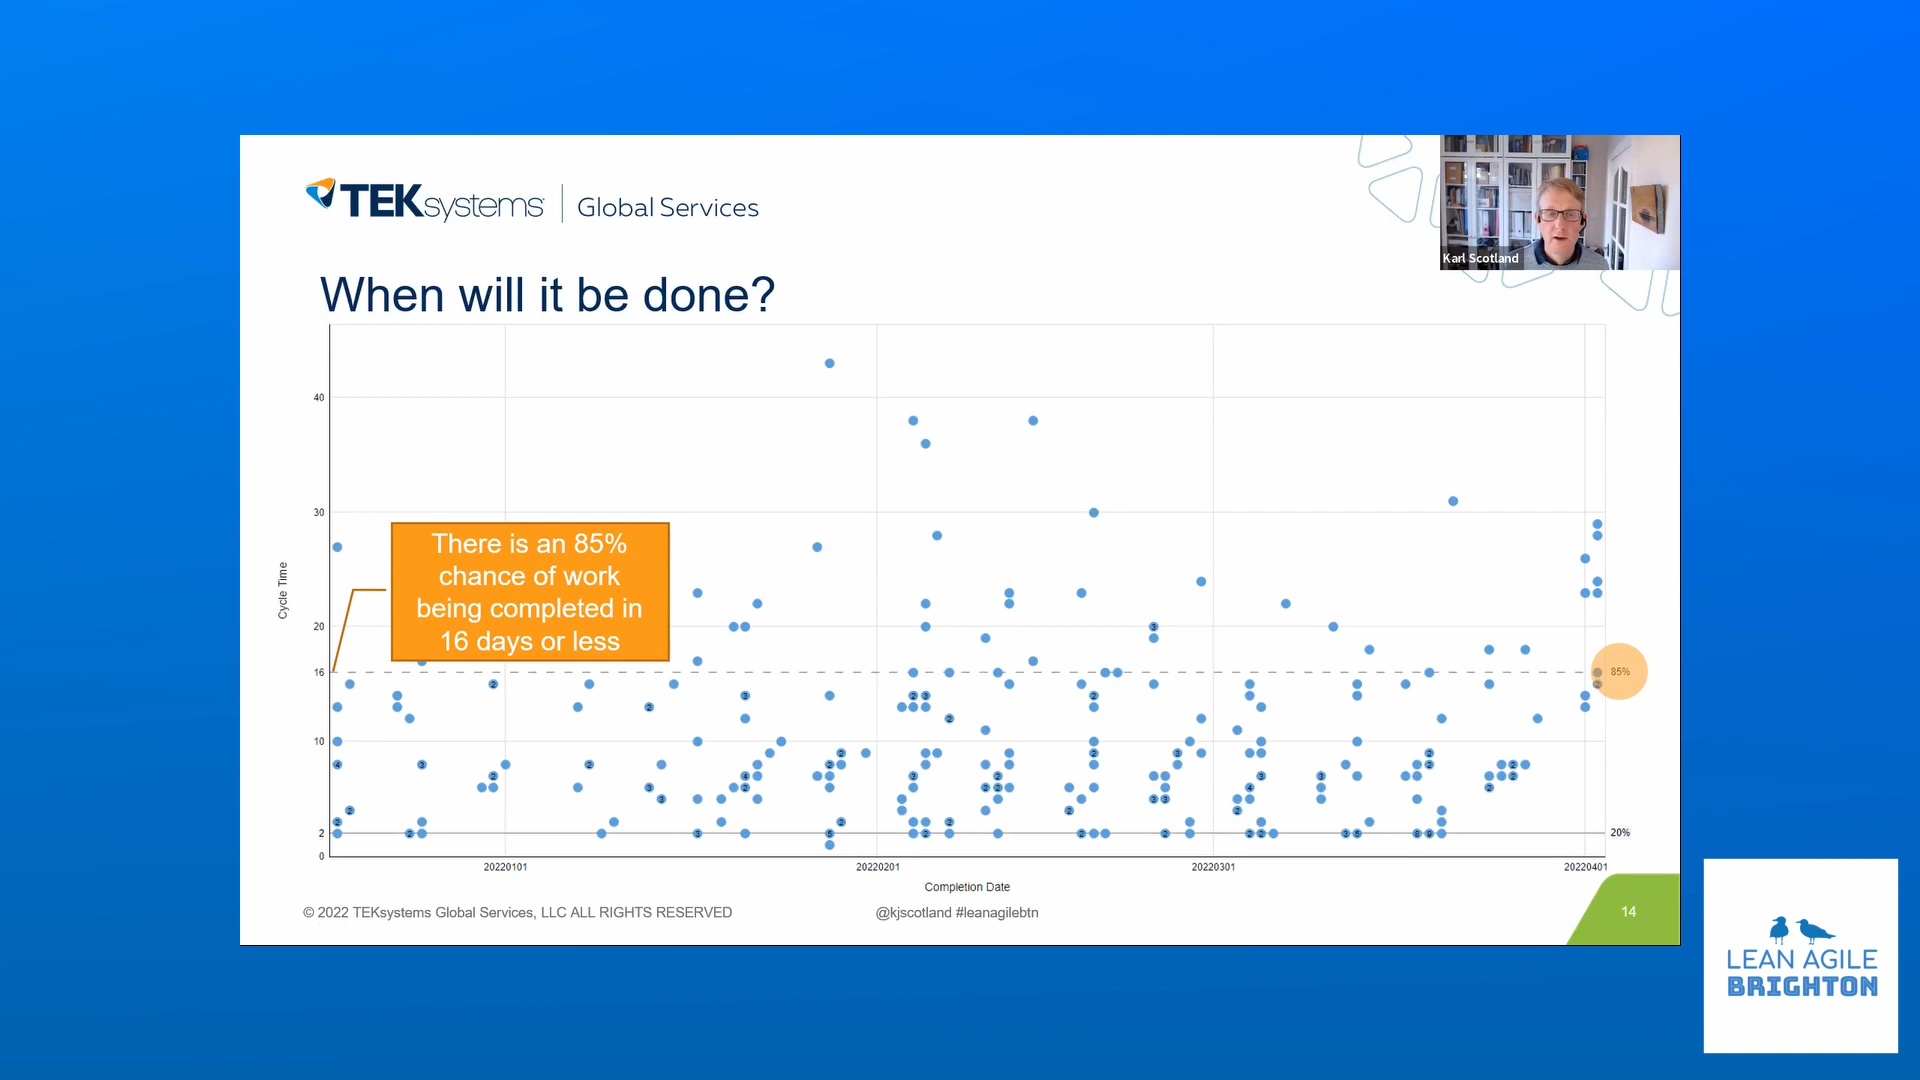 TEKsystems | Global Services
Karl Scotland
When will it be done?
There is an 85%
chance of work
being completed in
16 days or less
Cycle Time
40
30
20
16
10
2
0
85%
20%
20220101
20220201
20220301
20220401
Completion Date
© 2022 TEKsystems Global Services, LLC ALL RIGHTS RESERVED
@kjscotland #leanagilebtn
14
LEAN AGILE
BRIGHTON